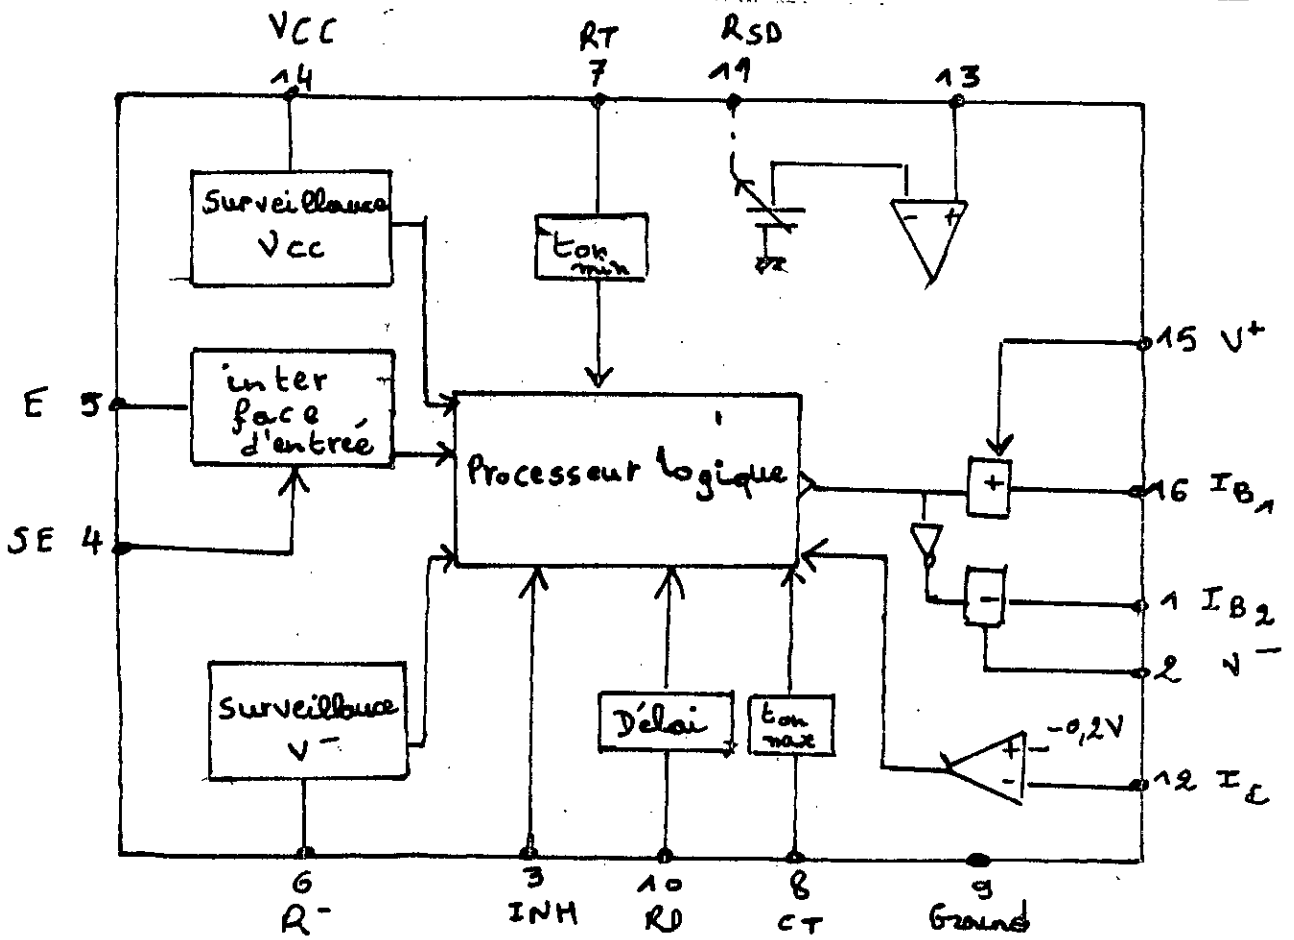 VCC
14
RT
7
RSD
11
13
Surveillance
VCC
ton
min
- +
15 V+
E 5
inter
face
d'entreé
Processeur logique
+
16 IB1
SE 4
-
1 IB2
2 V-
Surveillance
V-
Délai
ton
max
+ -0,2V
-
12 IC
6
R-
3
INH
10
RD
8
CT
9
Ground